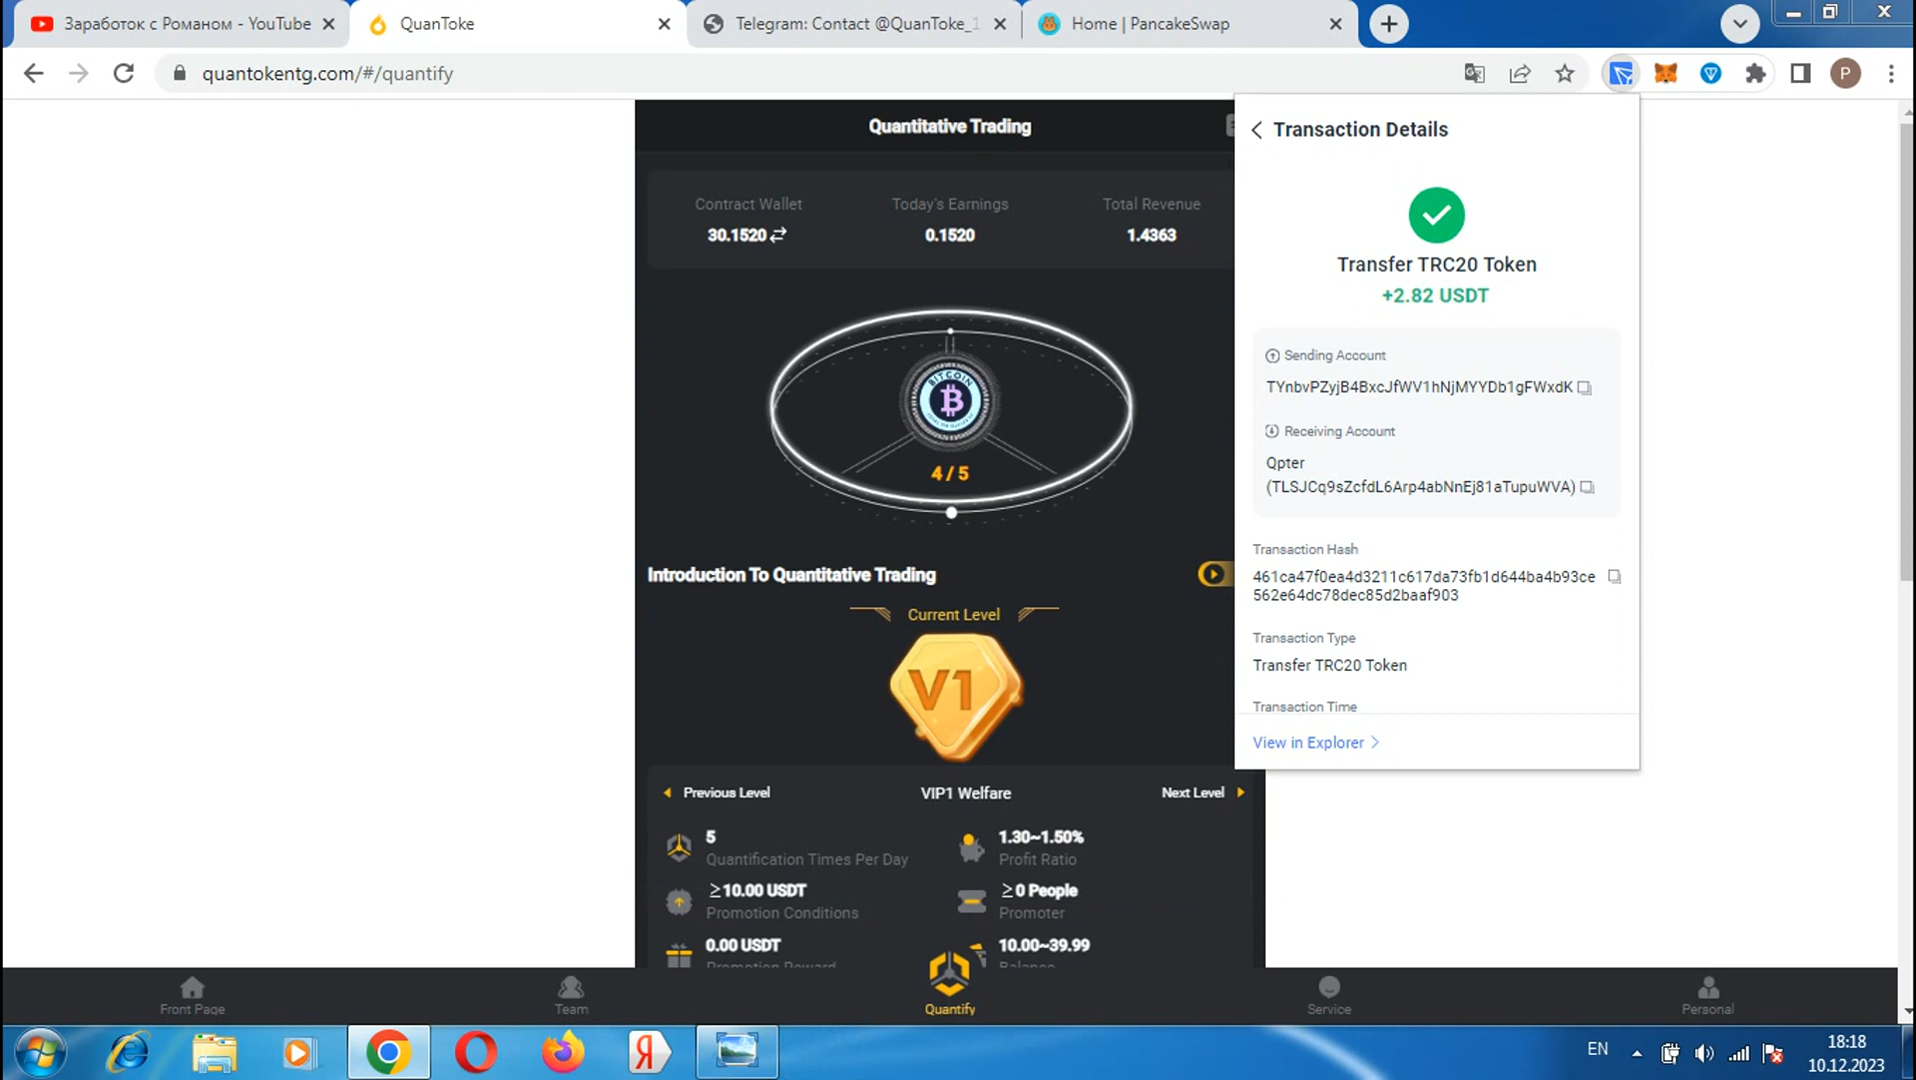 Заработок с Романом - YouTube
QuanToke
Telegram: Contact @QuanToke_1
Home | PancakeSwap
quantokentg.com/#/quantify
P
Quantitative Trading
Contract Wallet
Today's Earnings
Total Revenue
30.1520
0.1520
1.4363
BITCOIN
4 / 5
Introduction To Quantitative Trading
Current Level
V1
Previous Level
VIP1 Welfare
Next Level
5
Quantification Times Per Day
1.30~1.50%
Profit Ratio
≥10.00 USDT
Promotion Conditions
≥0 People
Promoter
0.00 USDT
Promotion Reward
10.00~39.99
Balance
Transaction Details
Transfer TRC20 Token
+2.82 USDT
Sending Account
TYnbvPZyjB4BxcJfWV1hNjMYYDb1gFWxdK
Receiving Account
Qpter
(TLSJCq9sZcfdL6Arp4abNnEj81aTupuWVA)
Transaction Hash
461ca47f0ea4d3211c617da73fb1d644ba4b93ce
562e64dc78dec85d2baaf903
Transaction Type
Transfer TRC20 Token
Transaction Time
View in Explorer
Front Page
Team
Quantify
Service
Personal
EN
18:18
10.12.2023